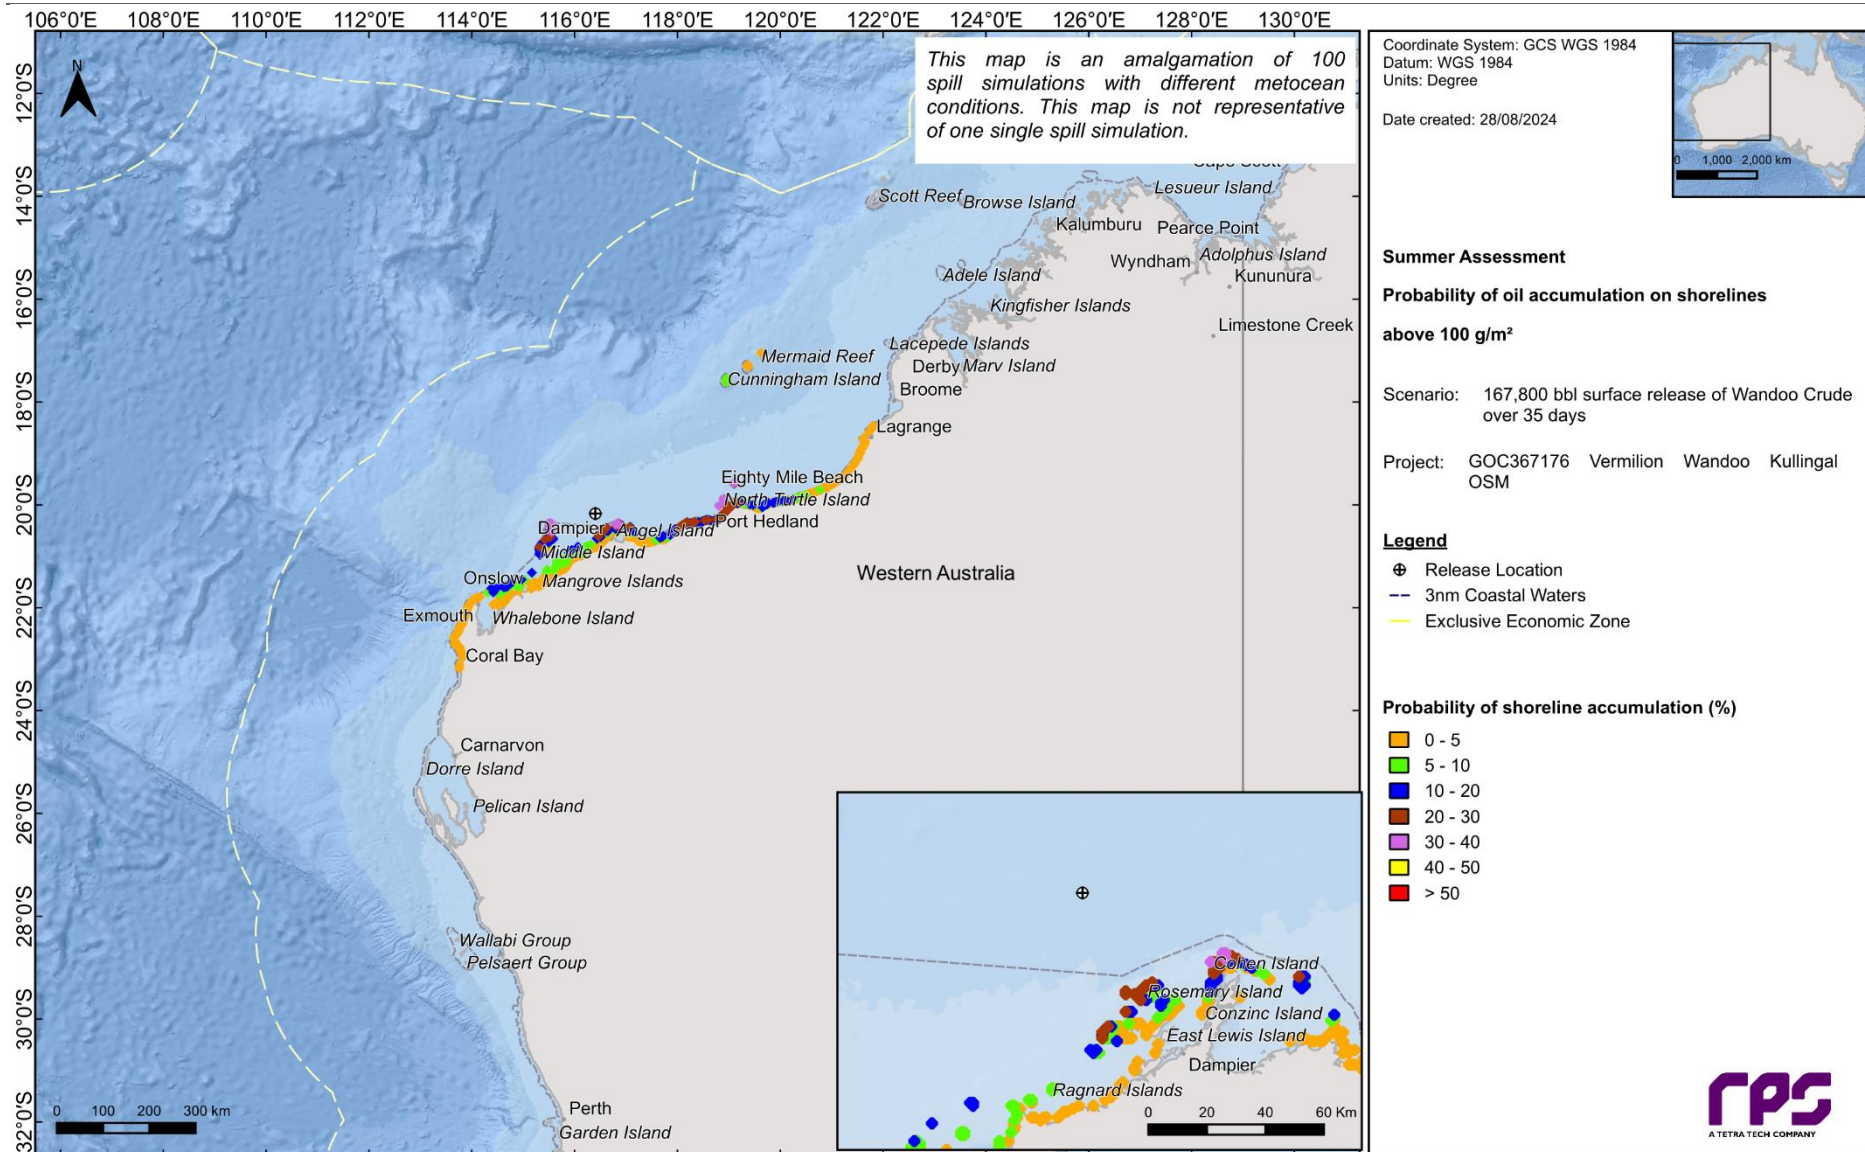 106°0'E 108°0'E 110°0'E 112°0'E 114°0'E 116°0'E 118°0'E 120°0'E 122°0'E 124°0'E 126°0'E 128°0'E 130°0'E
12°0'S
14°0'S
16°0'S
18°0'S
20°0'S
22°0'S
24°0'S
26°0'S
28°0'S
30°0'S
32°0'S
N
This map is an amalgamation of 100
spill simulations with different metocean
conditions. This map is not representative
of one single spill simulation.
Lesueur Island
Scott Reef
Browse Island
Kalumburu
Pearce Point
Adolphus Island
Wyndham
Kununura
Adele Island
Kingfisher Islands
Limestone Creek
Lacepede Islands
Mermaid Reef
Derby
Marv Island
Cunningham Island
Broome
Lagrange
Eighty Mile Beach
North Turtle Island
Port Hedland
Dampier
Angel Island
Middle Island
Western Australia
Onslow
Mangrove Islands
Exmouth
Whalebone Island
Coral Bay
Carnarvon
Dorre Island
Pelican Island
Wallabi Group
Pelsaert Group
Perth
Garden Island
0 100 200 300 km
Cohen Island
Rosemary Island
Conzinc Island
East Lewis Island
Dampier
Ragnard Islands
0 20 40 60 Km
Coordinate System: GCS WGS 1984
Datum: WGS 1984
Units: Degree
Date created: 28/08/2024
0 1,000 2,000 km
Summer Assessment
Probability of oil accumulation on shorelines
above 100 g/m²
Scenario: 167,800 bbl surface release of Wandoo Crude
over 35 days
Project: GOC367176 Vermilion Wandoo Kullingal
OSM
Legend
Release Location
3nm Coastal Waters
Exclusive Economic Zone
Probability of shoreline accumulation (%)
0 - 5
5 - 10
10 - 20
20 - 30
30 - 40
40 - 50
> 50
rps
A TETRA TECH COMPANY